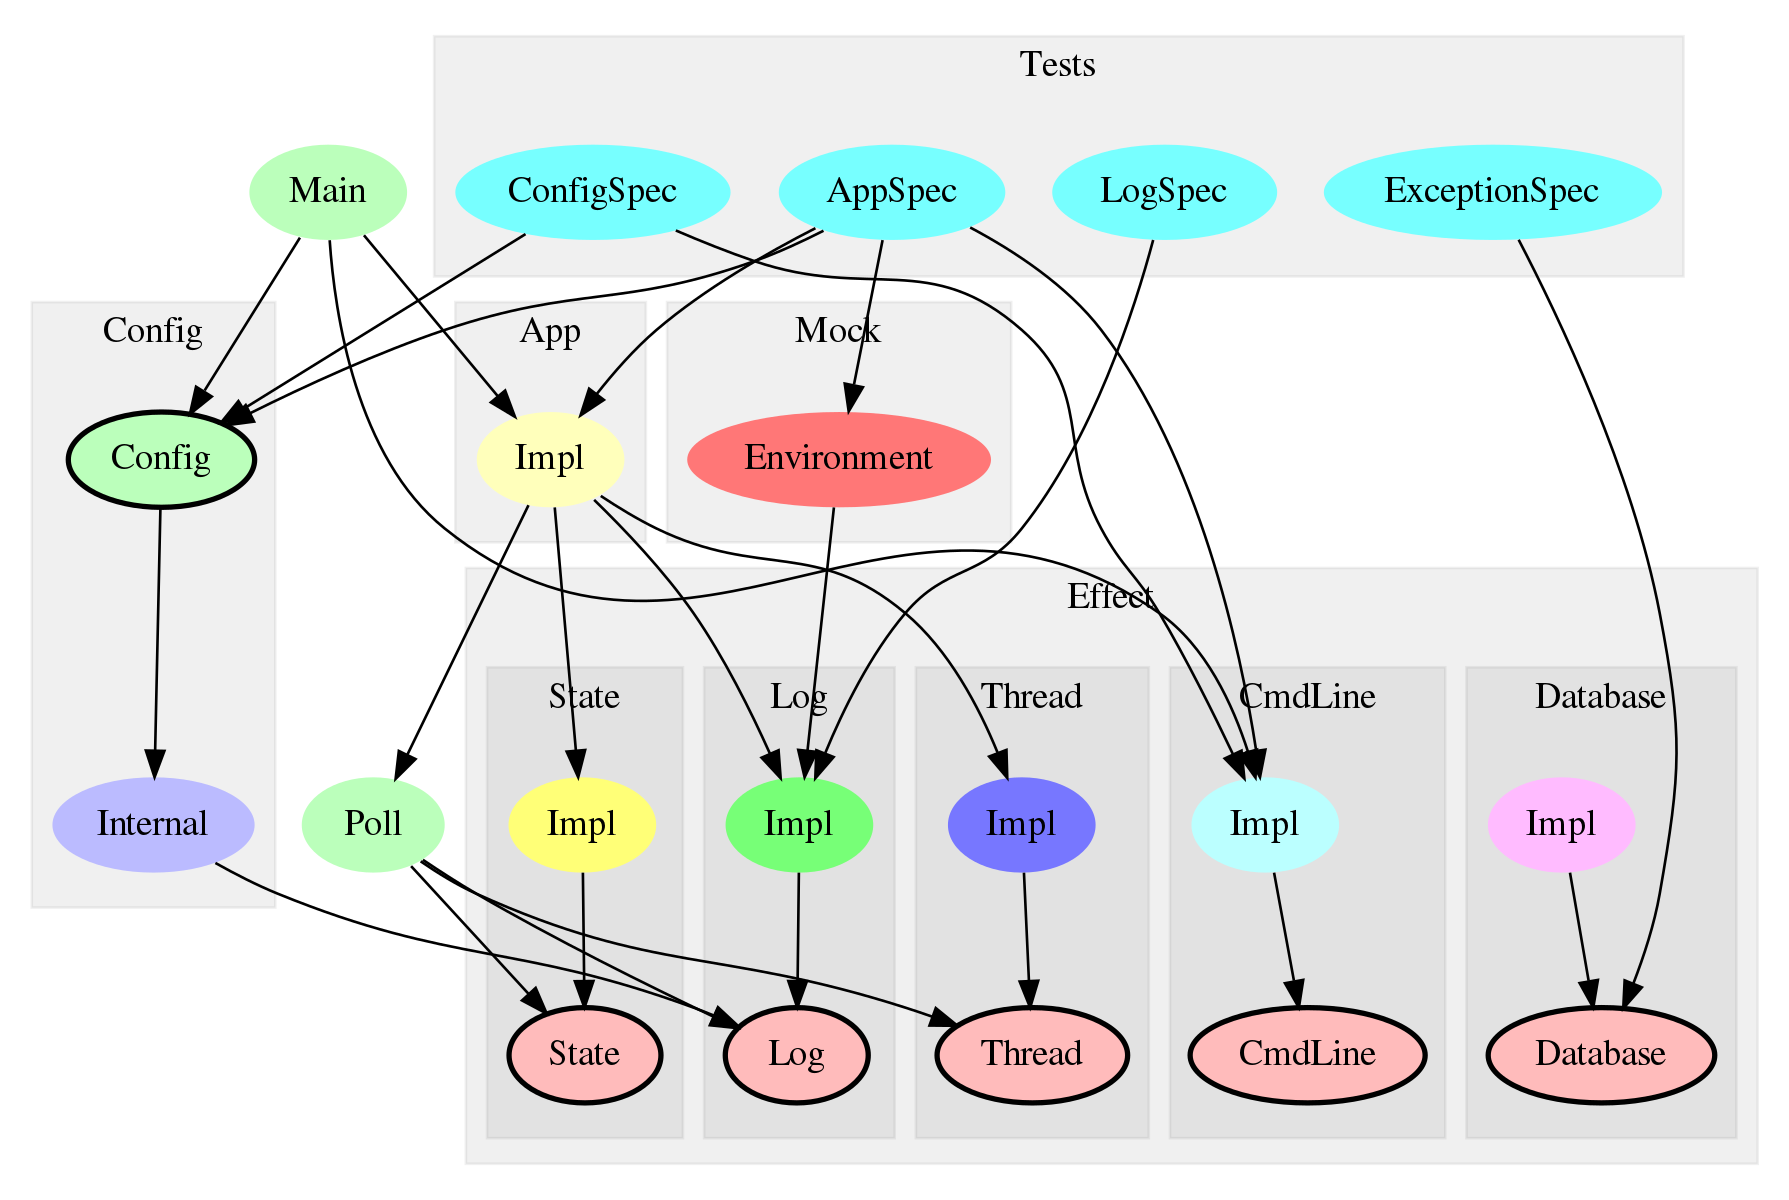 Tests
Main
ConfigSpec
AppSpec
LogSpec
ExceptionSpec
Config
App
Mock
Config
Impl
Environment
Effect
State
Log
Thread
CmdLine
Database
Internal
Poll
Impl
Impl
Impl
Impl
Impl
State
Log
Thread
CmdLine
Database